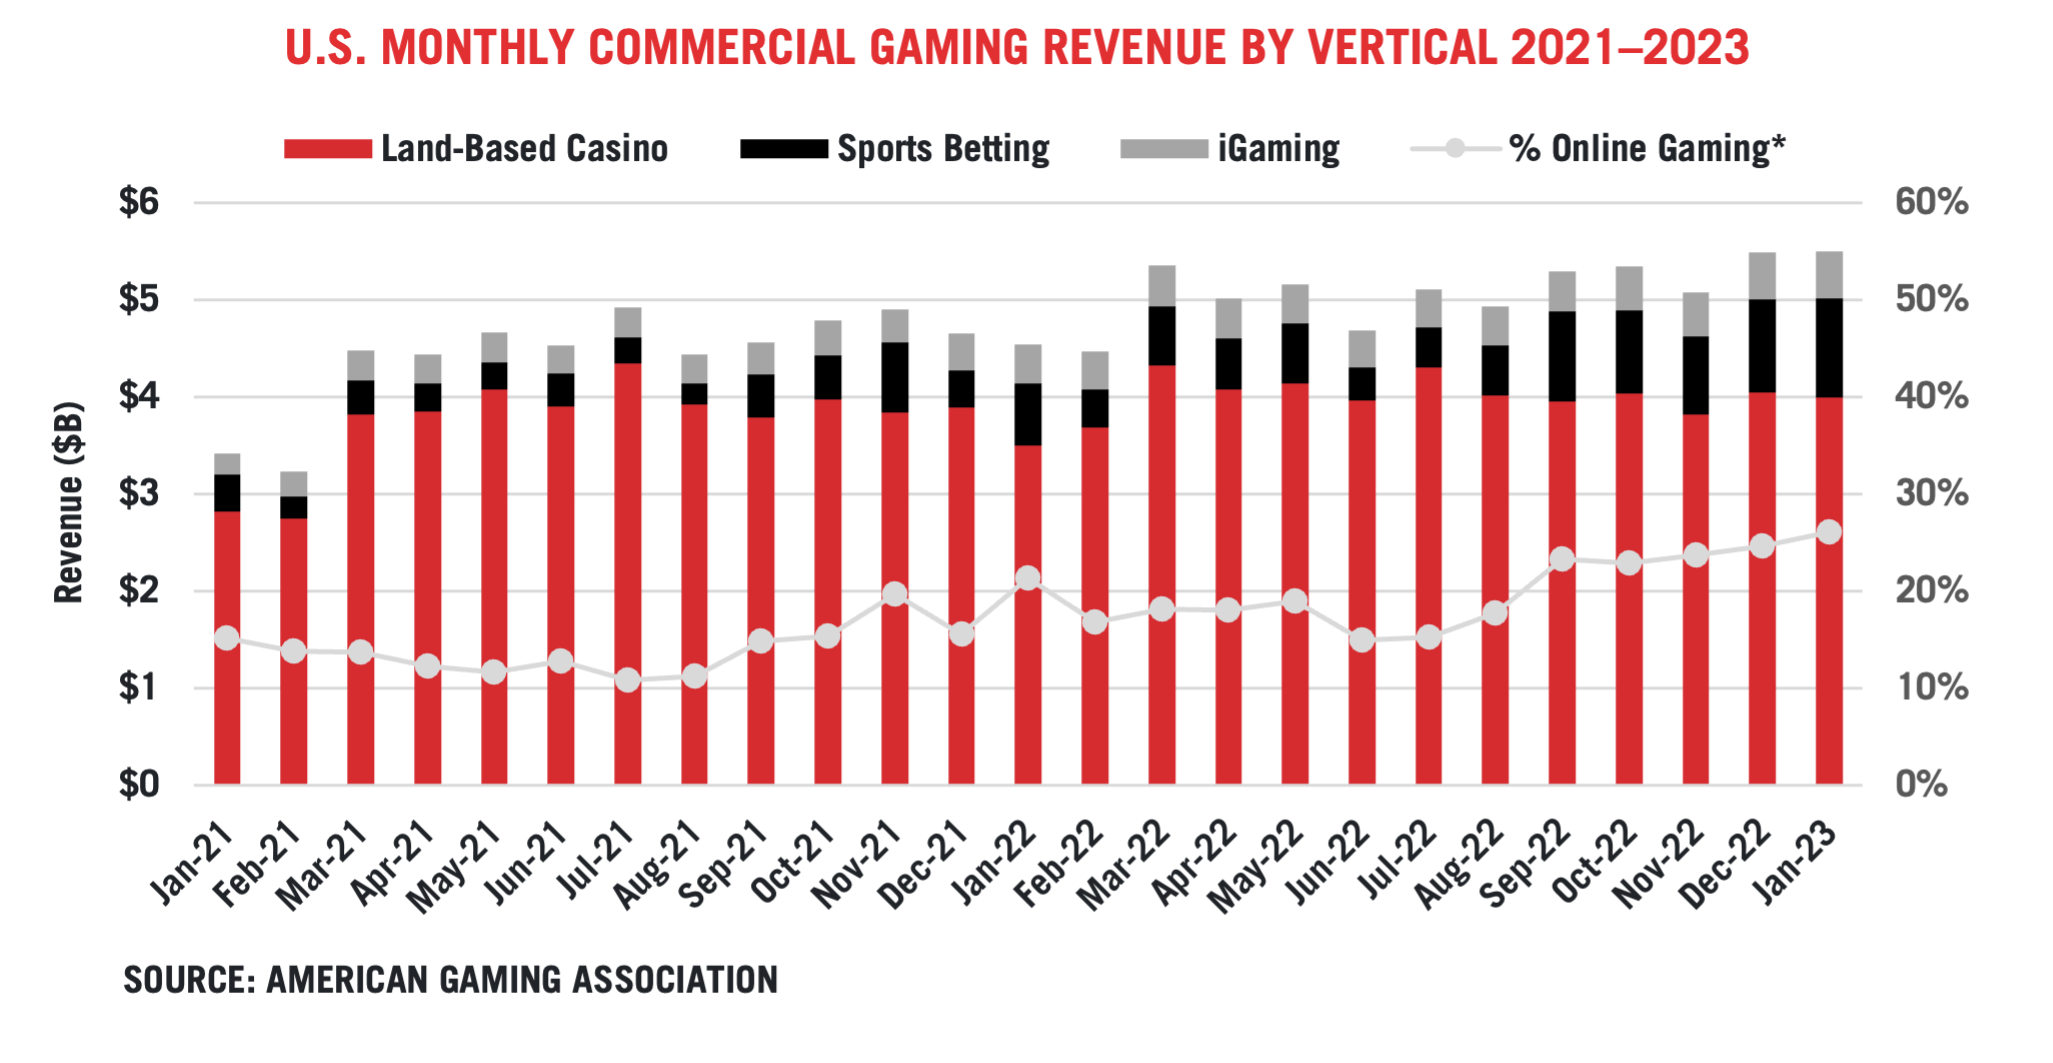 U.S. MONTHLY COMMERCIAL GAMING REVENUE BY VERTICAL 2021–2023
Land-Based Casino
Sports Betting
iGaming
% Online Gaming*
$6
$5
$4
$3
$2
$1
$0
Revenue ($B)
60%
50%
40%
30%
20%
10%
0%
Jan-21
Feb-21
Mar-21
Apr-21
May-21
Jun-21
Jul-21
Aug-21
Sep-21
Oct-21
Nov-21
Dec-21
Jan-22
Feb-22
Mar-22
Apr-22
May-22
Jun-22
Jul-22
Aug-22
Sep-22
Oct-22
Nov-22
Dec-22
Jan-23
SOURCE: AMERICAN GAMING ASSOCIATION